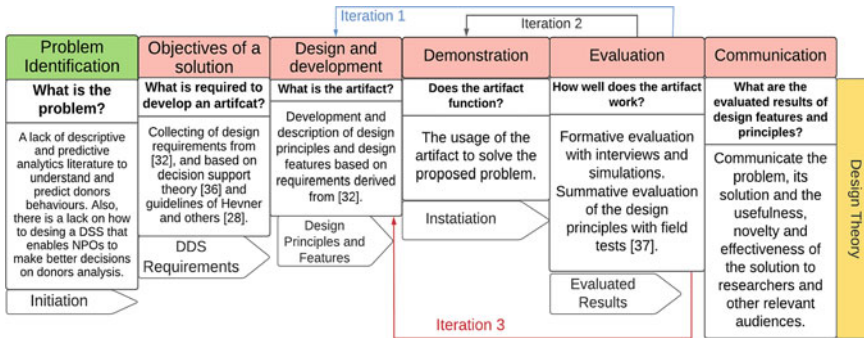 Iteration 1
Iteration 2
Problem
Identification
What is the
problem?
A lack of descriptive
and predictive
analytics literature to
understand and
predict donors
behaviours. Also,
there is a lack on how
to desing a DSS that
enables NPOs to
make better decisions
on donors analysis.
Initiation
Objectives of a
solution
What is required to
develop an artifcat?
Collecting of design
requirements from
[32], and based on
decision support
theory [36] and
guidelines of Hevner
and others [28].
DDS
Requirements
Design and
development
What is the artifact?
Development and
description of design
principles and design
features based on
requirements derived
from [32].
Design
Principles and
Features
Demonstration
Does the artifact
function?
The usage of the
artifact to solve the
proposed problem.
Instatiation
Evaluation
How well does the artifact
work?
Formative evaluation
with interviews and
simulations.
Summative evaluation
of the design
principles with field
tests [37].
Evaluated
Results
Communication
What are the
evaluated results of
design features and
principles?
Communicate the
problem, its
solution and the
usefulness,
novelty and
effectiveness of
the solution to
researchers and
other relevant
audiences.
Design Theory
Iteration 3